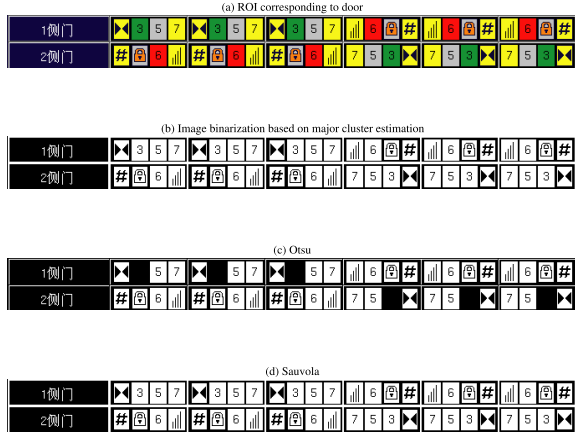 (a) ROI corresponding to door
1侧门 3 5 7 3 5 7 3 5 7 6 # 6 # 6 #
2侧门 # 6 # 6 # 6 7 5 3 7 5 3 7 5 3
(b) Image binarization based on major cluster estimation
1侧门 3 5 7 3 5 7 3 5 7 6 # 6 # 6 #
2侧门 # 6 # 6 # 6 7 5 3 7 5 3 7 5 3
(c) Otsu
1侧门 5 7 5 7 5 7 6 # 6 # 6 #
2侧门 # 6 # 6 # 6 7 5 7 5 7 5
(d) Sauvola
1侧门 3 5 7 3 5 7 3 5 7 6 # 6 # 6 #
2侧门 # 6 # 6 # 6 7 5 3 7 5 3 7 5 3